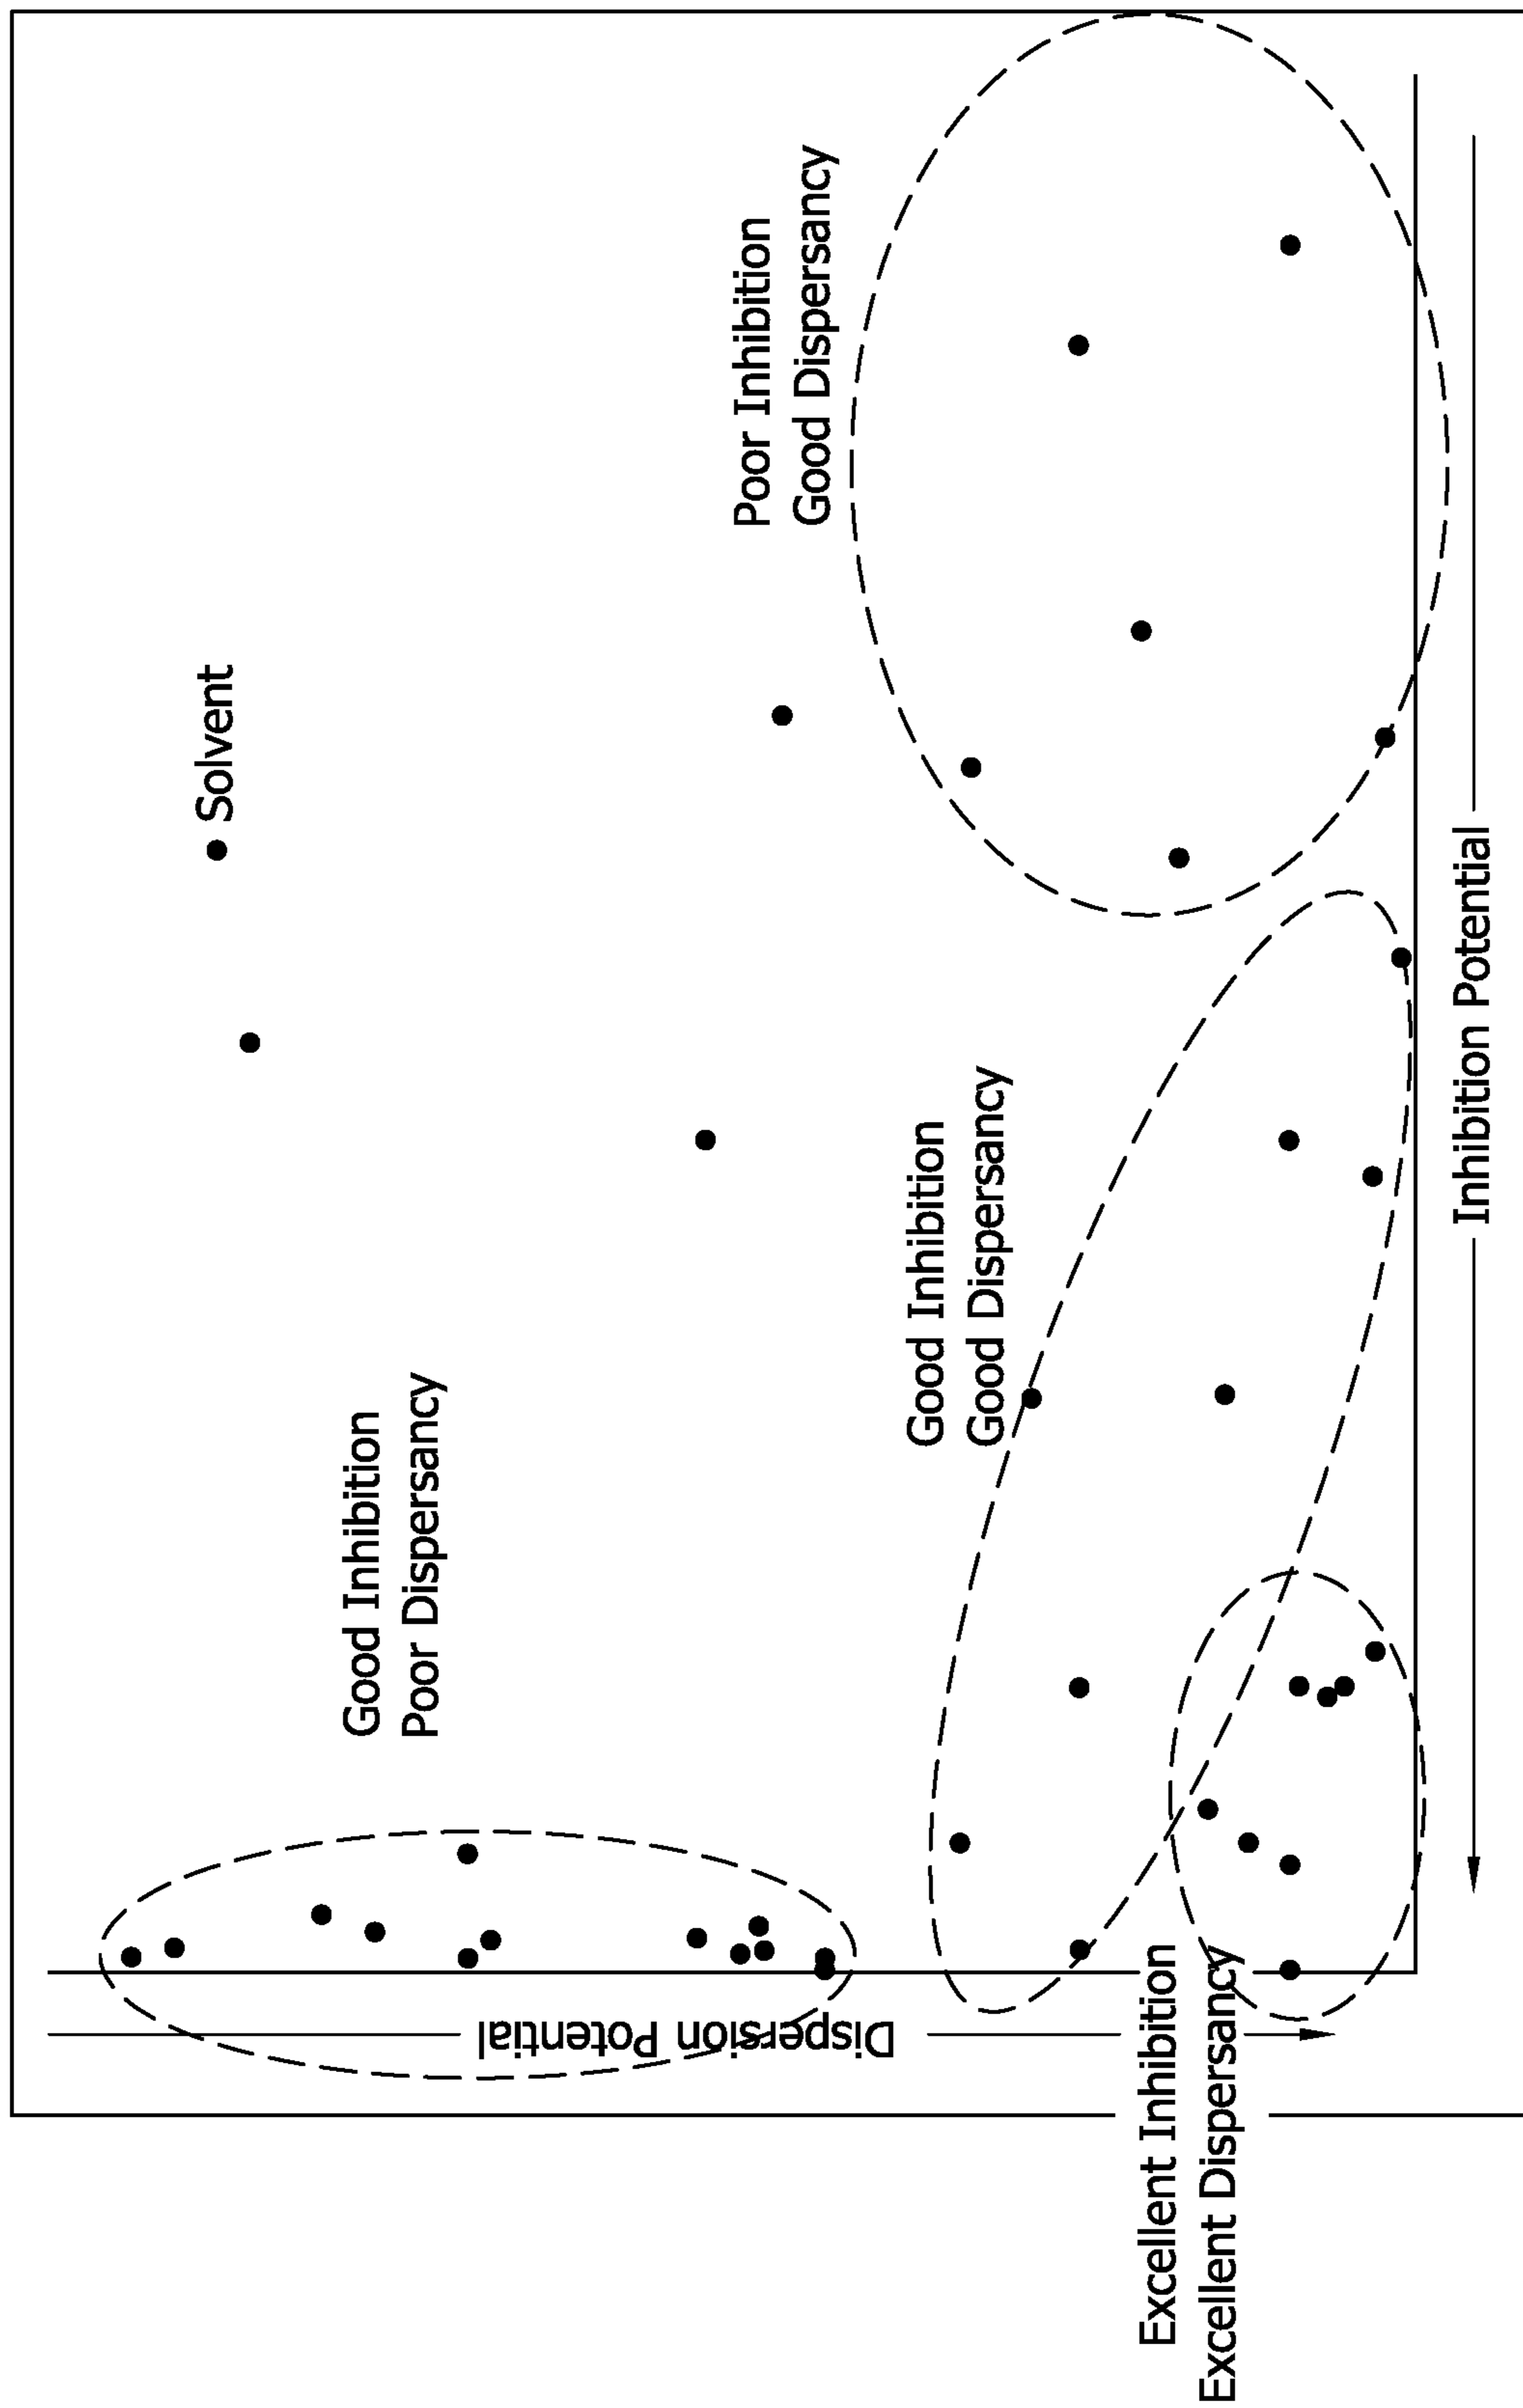 Solvent
Poor Inhibition
Good Dispersancy
Good Inhibition
Poor Dispersancy
Good Inhibition
Good Dispersancy
Dispersion Potential
Excellent Inhibition
Excellent Dispersancy
Inhibition Potential